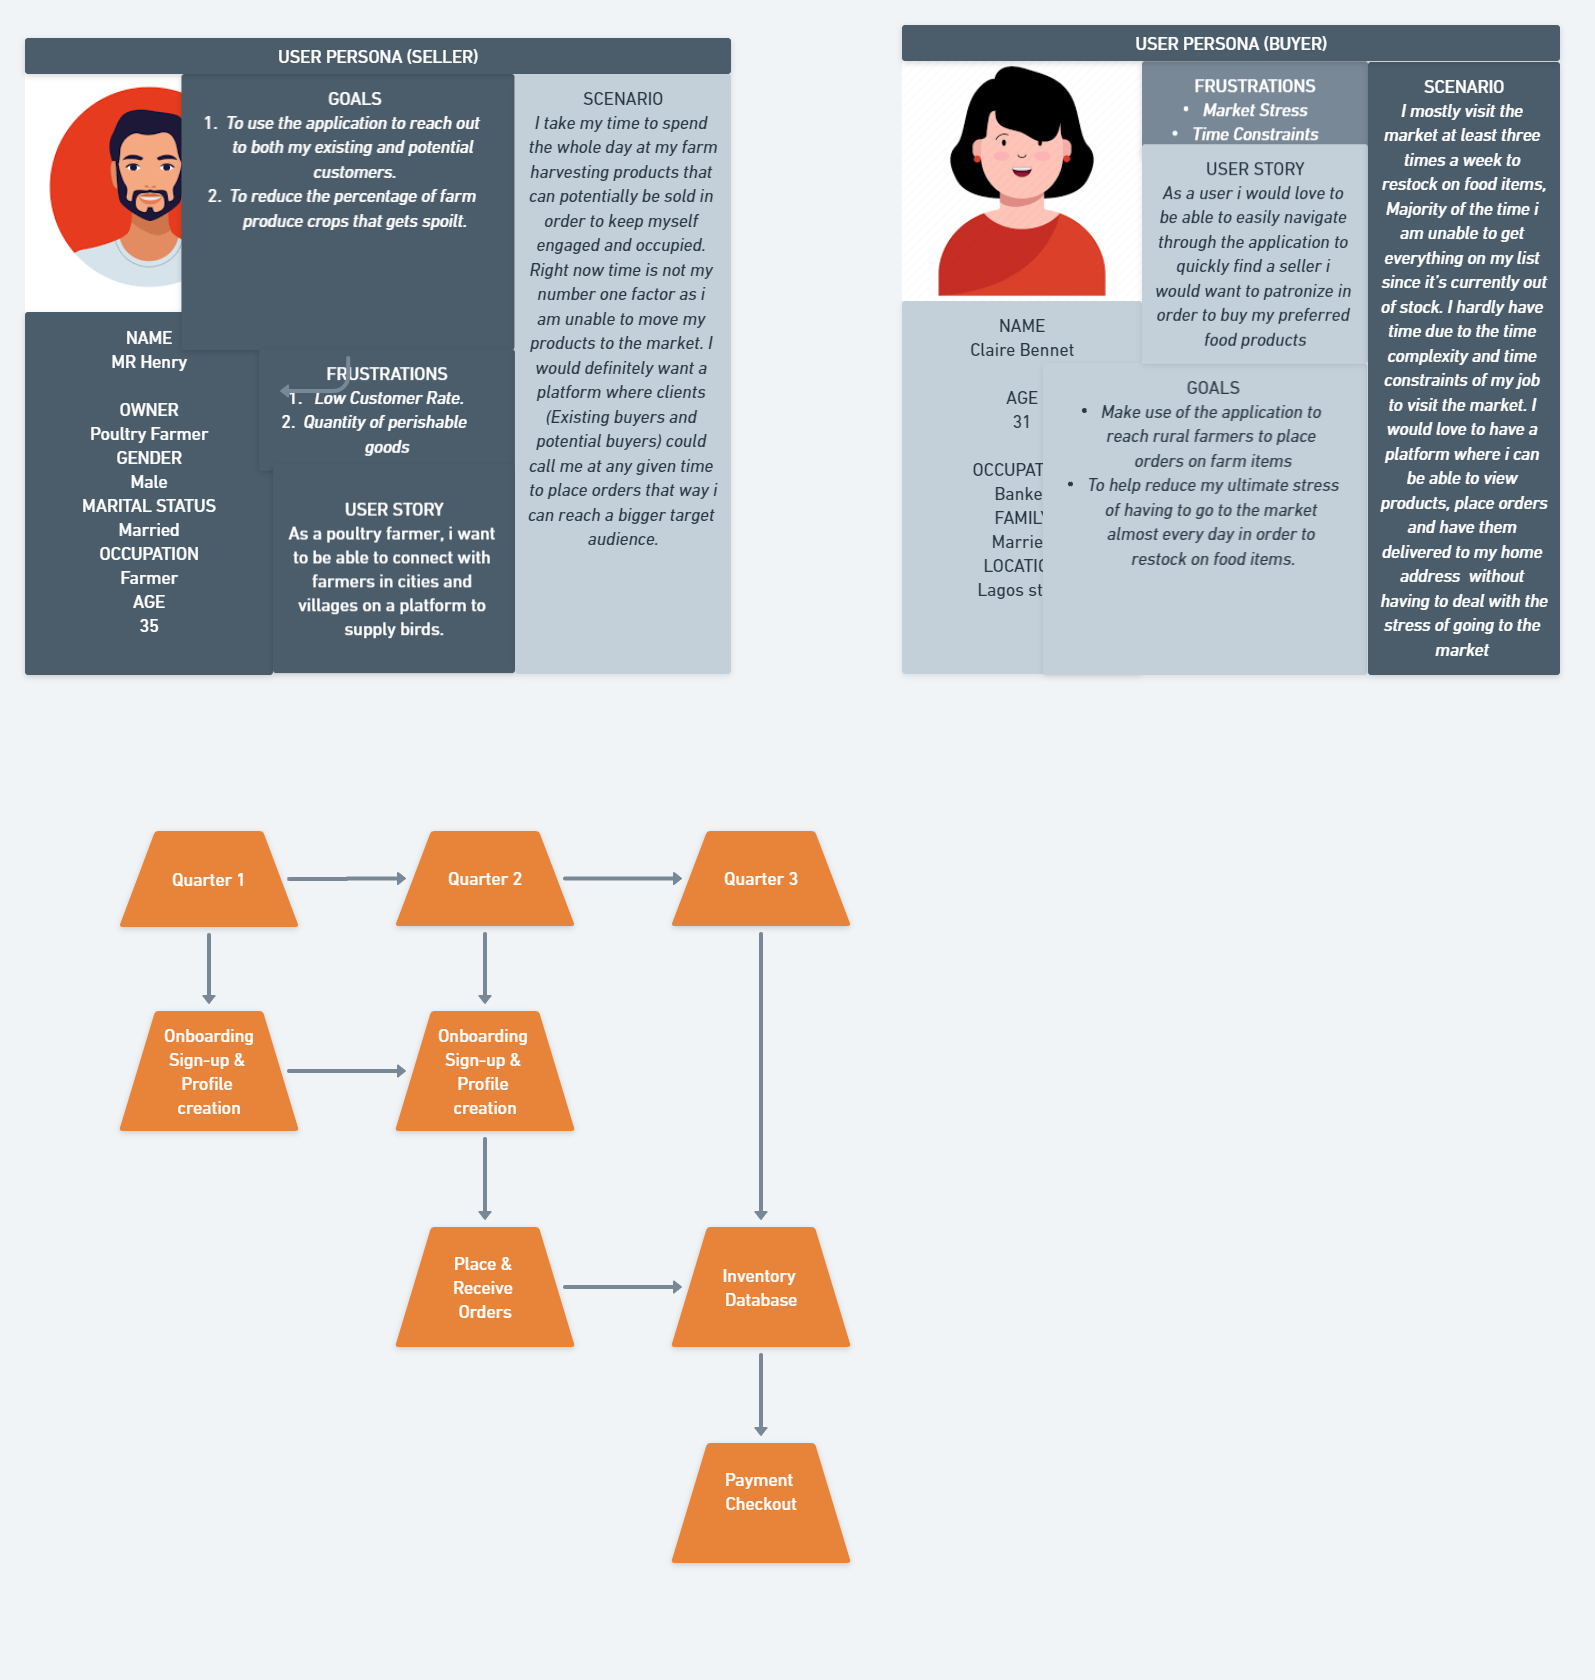 USER PERSONA (SELLER)
GOALS
1. To use the application to reach out
to both my existing and potential
customers.
2. To reduce the percentage of farm
produce crops that gets spoilt.
SCENARIO
I take my time to spend
the whole day at my farm
harvesting products that
can potentially be sold in
order to keep myself
engaged and occupied.
Right now time is not my
number one factor as i
am unable to move my
products to the market. I
would definitely want a
platform where clients
(Existing buyers and
potential buyers) could
call me at any given time
to place orders that way i
can reach a bigger target
audience.
NAME
MR Henry
OWNER
Poultry Farmer
GENDER
Male
MARITAL STATUS
Married
OCCUPATION
Farmer
AGE
35
FRUSTRATIONS
1. Low Customer Rate.
2. Quantity of perishable
goods
USER STORY
As a poultry farmer, i want
to be able to connect with
farmers in cities and
villages on a platform to
supply birds.
USER PERSONA (BUYER)
FRUSTRATIONS
• Market Stress
• Time Constraints
USER STORY
As a user i would love to
be able to easily navigate
through the application to
quickly find a seller i
would want to patronize in
order to buy my preferred
food products
SCENARIO
I mostly visit the
market at least three
times a week to
restock on food items,
Majority of the time i
am unable to get
everything on my list
since it's currently out
of stock. I hardly have
time due to the time
complexity and time
constraints of my job
to visit the market. I
would love to have a
platform where i can
be able to view
products, place orders
and have them
delivered to my home
address without
having to deal with the
stress of going to the
market
NAME
Claire Bennet
AGE
31
OCCUPAT
Banke
FAMILY
Marrie
LOCATIO
Lagos st
GOALS
• Make use of the application to
reach rural farmers to place
orders on farm items
• To help reduce my ultimate stress
of having to go to the market
almost every day in order to
restock on food items.
Quarter 1
Quarter 2
Quarter 3
Onboarding
Sign-up &
Profile
creation
Onboarding
Sign-up &
Profile
creation
Place &
Receive
Orders
Inventory
Database
Payment
Checkout